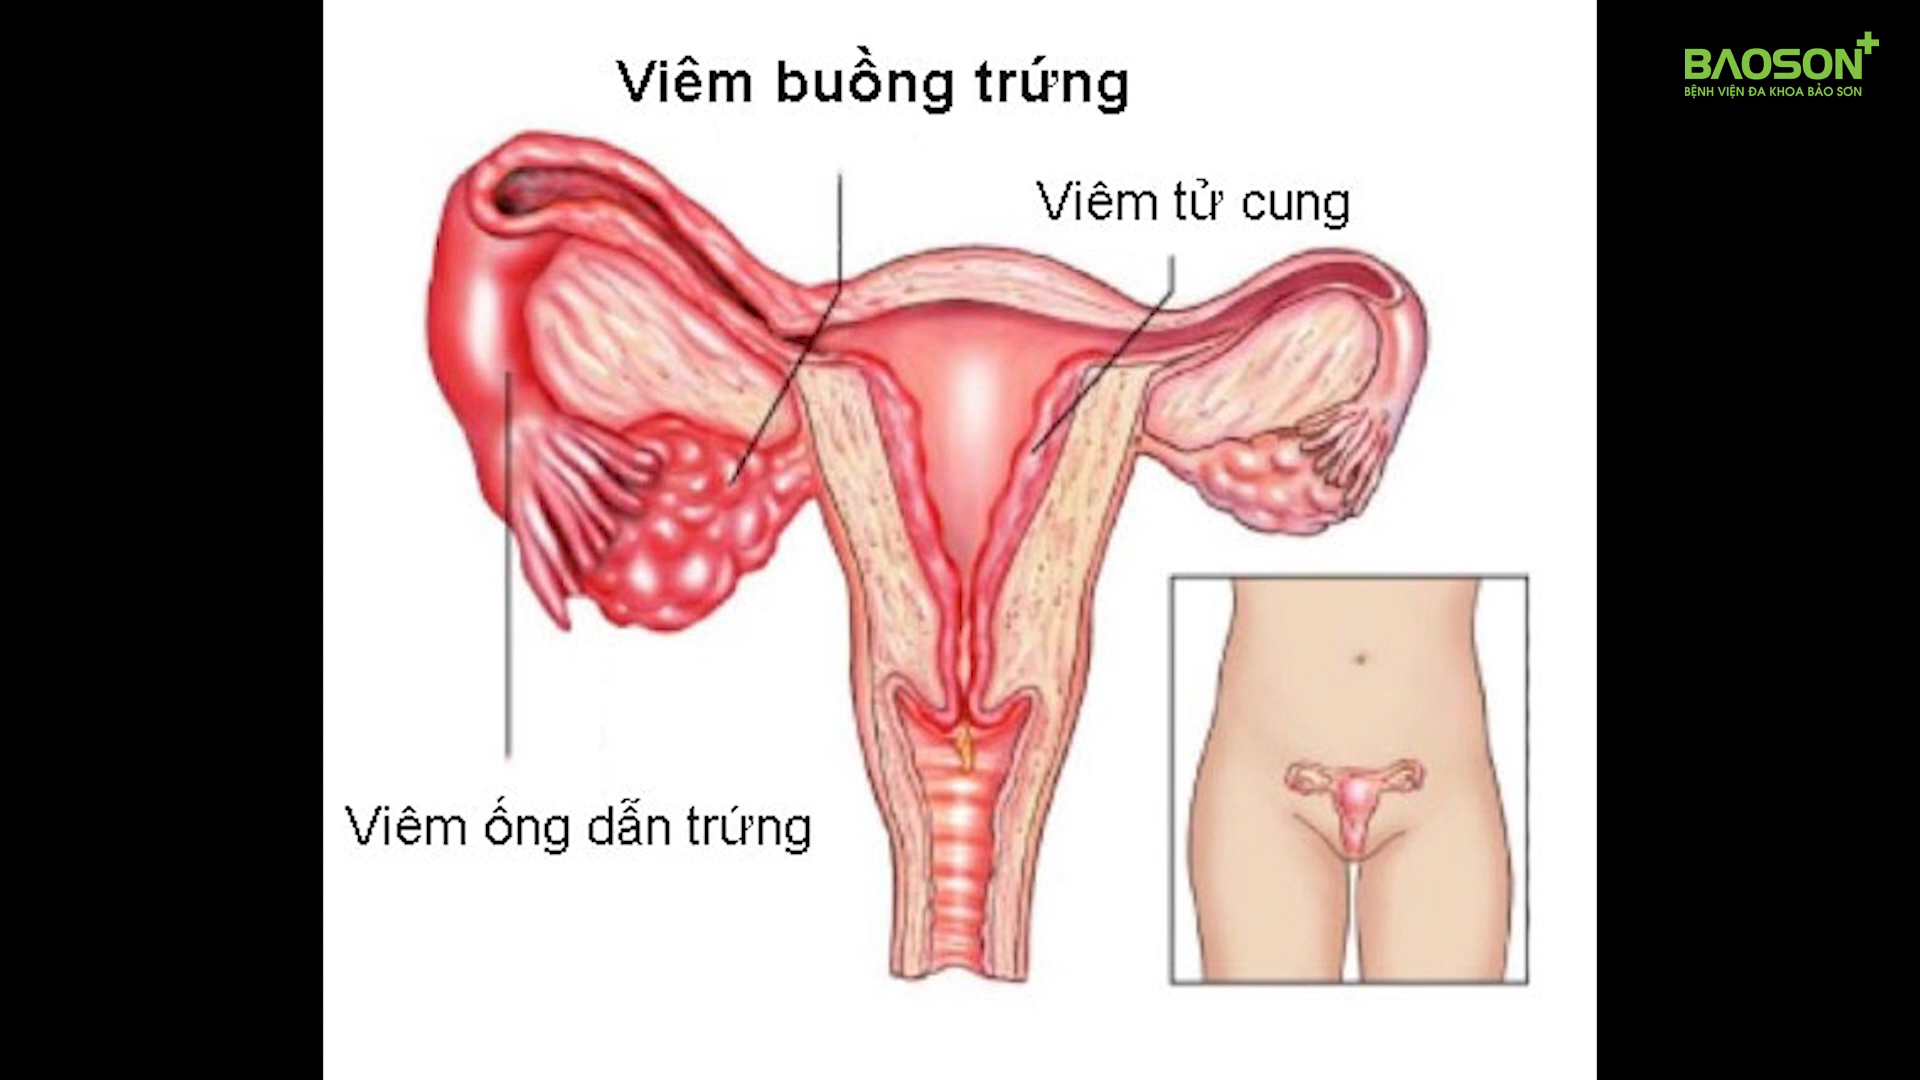 Viêm buồng trứng
BAOSON+
BỆNH VIỆN ĐA KHOA BẢO SƠN
Viêm tử cung
Viêm ống dẫn trứng